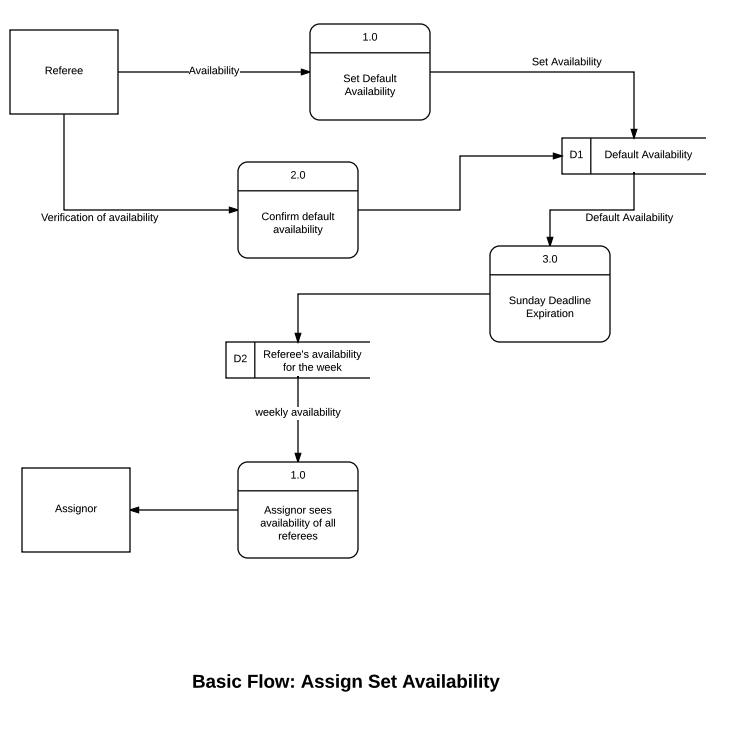 1.0
Referee
Availability
Set Default
Availability
Set Availability
D1
Default Availability
2.0
Confirm default
availability
Verification of availability
Default Availability
3.0
Sunday Deadline
Expiration
D2
Referee's availability
for the week
weekly availability
1.0
Assignor
Assignor sees
availability of all
referees
Basic Flow: Assign Set Availability